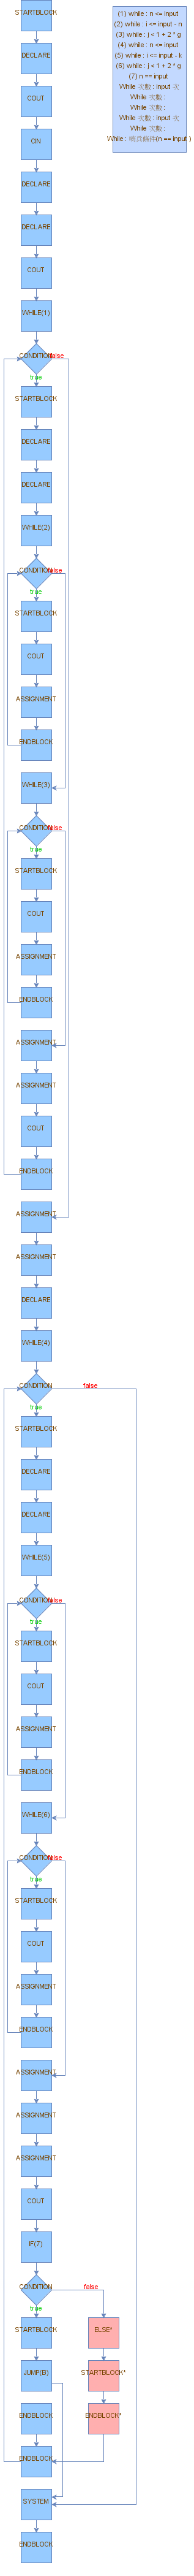 STARTBLOCK
DECLARE
COUT
CIN
DECLARE
DECLARE
COUT
WHILE(1)
CONDITION false
true
STARTBLOCK
DECLARE
DECLARE
WHILE(2)
CONDITION false
true
STARTBLOCK
COUT
ASSIGNMENT
ENDBLOCK
WHILE(3)
CONDITION false
true
STARTBLOCK
COUT
ASSIGNMENT
ENDBLOCK
ASSIGNMENT
ASSIGNMENT
COUT
ENDBLOCK
ASSIGNMENT
ASSIGNMENT
DECLARE
WHILE(4)
CONDITION false
true
STARTBLOCK
DECLARE
DECLARE
WHILE(5)
CONDITION false
true
STARTBLOCK
COUT
ASSIGNMENT
ENDBLOCK
WHILE(6)
CONDITION false
true
STARTBLOCK
COUT
ASSIGNMENT
ENDBLOCK
ASSIGNMENT
ASSIGNMENT
ASSIGNMENT
COUT
IF(7)
CONDITION false
true
STARTBLOCK ELSE*
JUMP(B) STARTBLOCK*
ENDBLOCK ENDBLOCK*
ENDBLOCK
SYSTEM
ENDBLOCK
(1) while : n <= input
(2) while : i <= input - n
(3) while : j < 1 + 2 * g
(4) while : n <= input
(5) while : i <= input - k
(6) while : j < 1 + 2 * g
(7) n == input
While 次數 : input 次
While 次數 :
While 次數 :
While 次數 : input 次
While 次數 :
While : 條件(n == input )